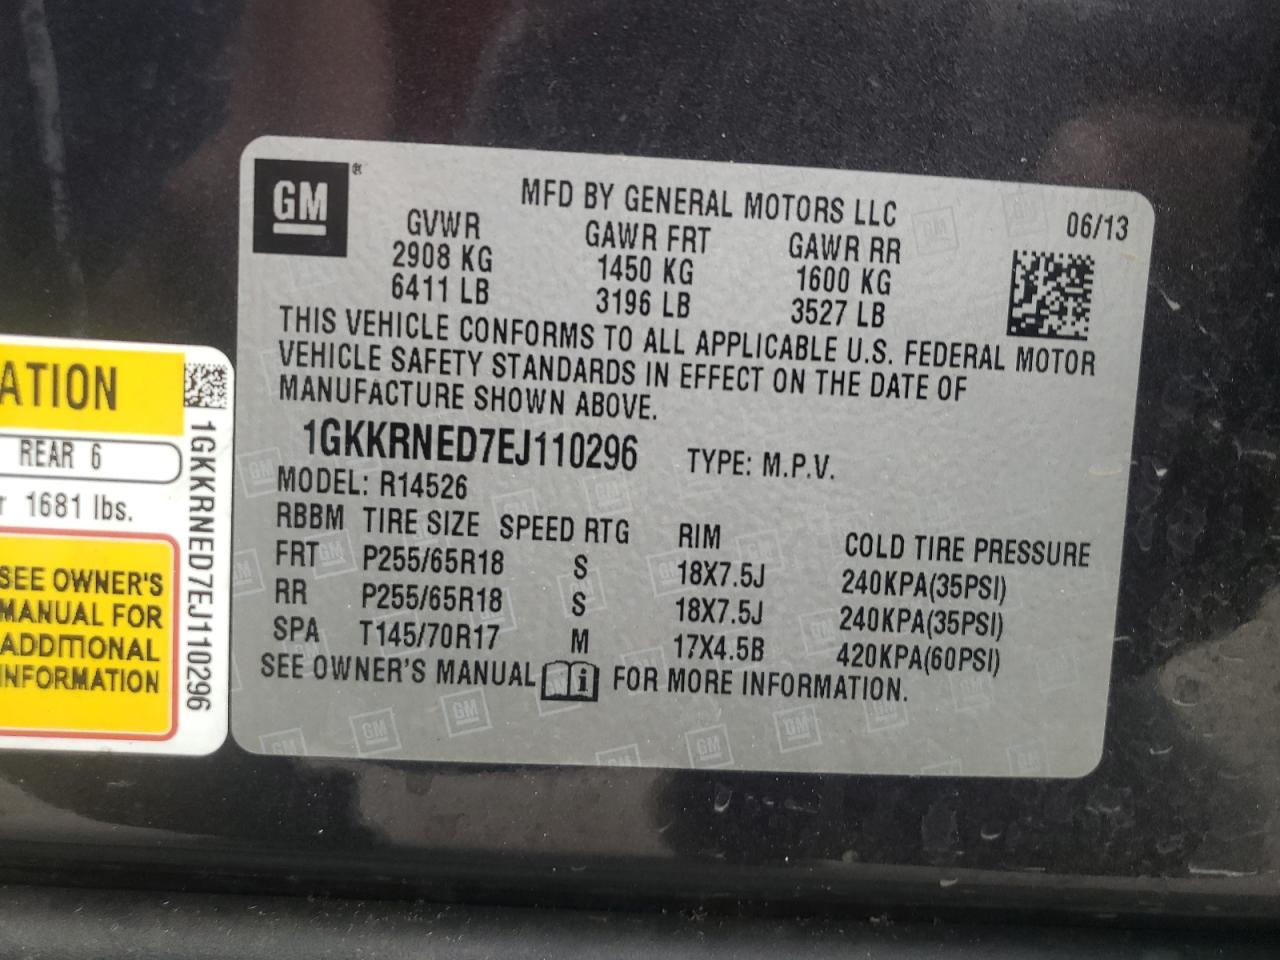 GM®
MFD BY GENERAL MOTORS LLC
06/13
GVWR GAWR FRT GAWR RR
2908 KG 1450 KG 1600 KG
6411 LB 3196 LB 3527 LB
THIS VEHICLE CONFORMS TO ALL APPLICABLE U.S. FEDERAL MOTOR
VEHICLE SAFETY STANDARDS IN EFFECT ON THE DATE OF
MANUFACTURE SHOWN ABOVE.
1GKKRNED7EJ110296 TYPE: M.P.V.
MODEL: R14526
RBBM TIRE SIZE SPEED RTG RIM COLD TIRE PRESSURE
FRT P255/65R18 S 18X7.5J 240KPA(35PSI)
RR P255/65R18 S 18X7.5J 240KPA(35PSI)
SPA T145/70R17 M 17X4.5B 420KPA(60PSI)
SEE OWNER'S MANUAL i FOR MORE INFORMATION.
ATION
REAR 6
r 1681 lbs.
SEE OWNER'S
MANUAL FOR
ADDITIONAL
INFORMATION
1GKKRNED7EJ110296